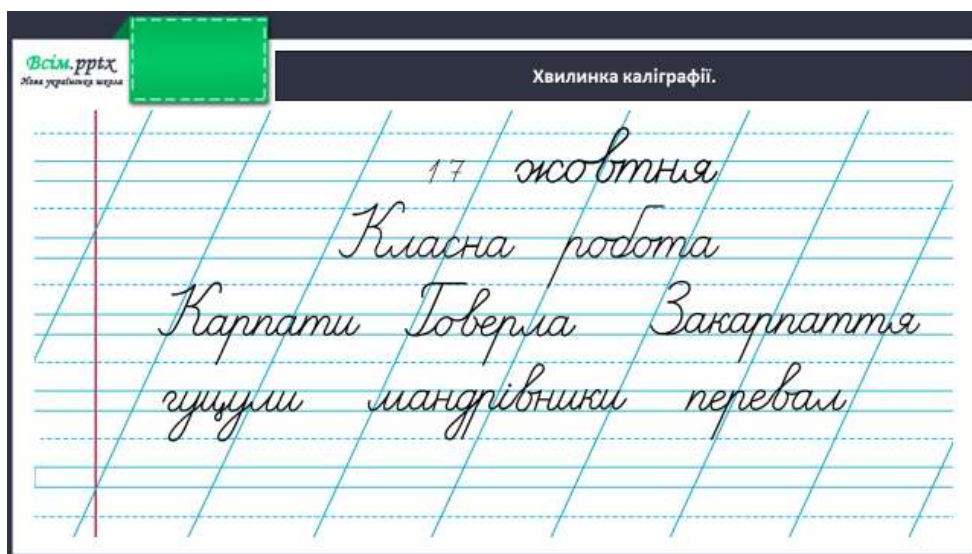 Всім.pptx
Нова українська школа
Хвилинка каліграфії.
17 жовтня
Класна робота
Карпати Говерла Закарпаття
гуцули мандрівники перевал